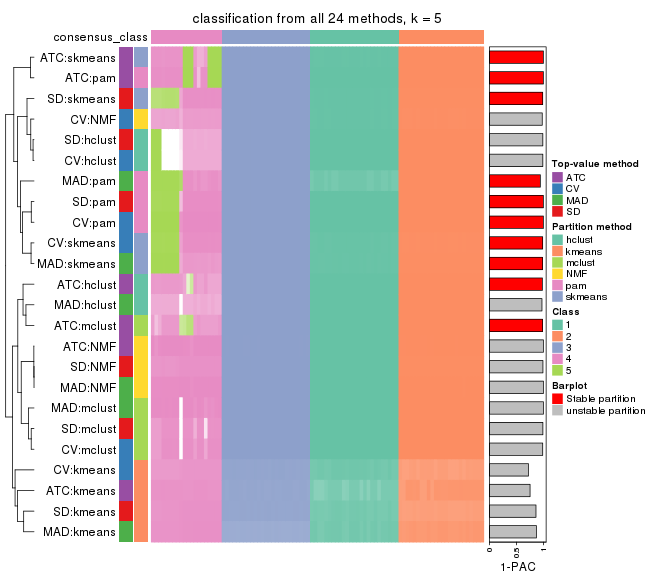 classification from all 24 methods, k = 5
consensus_class
ATC:skmeans
ATC:pam
SD:skmeans
CV:NMF
SD:hclust
CV:hclust
MAD:pam
SD:pam
CV:pam
CV:skmeans
MAD:skmeans
ATC:hclust
MAD:hclust
ATC:mclust
ATC:NMF
SD:NMF
MAD:NMF
MAD:mclust
SD:mclust
CV:mclust
CV:kmeans
ATC:kmeans
SD:kmeans
MAD:kmeans
0
0.5
1
1-PAC
Top-value method
ATC
CV
MAD
SD
Partition method
hclust
kmeans
mclust
NMF
pam
skmeans
Class
1
2
3
4
5
Barplot
Stable partition
unstable partition